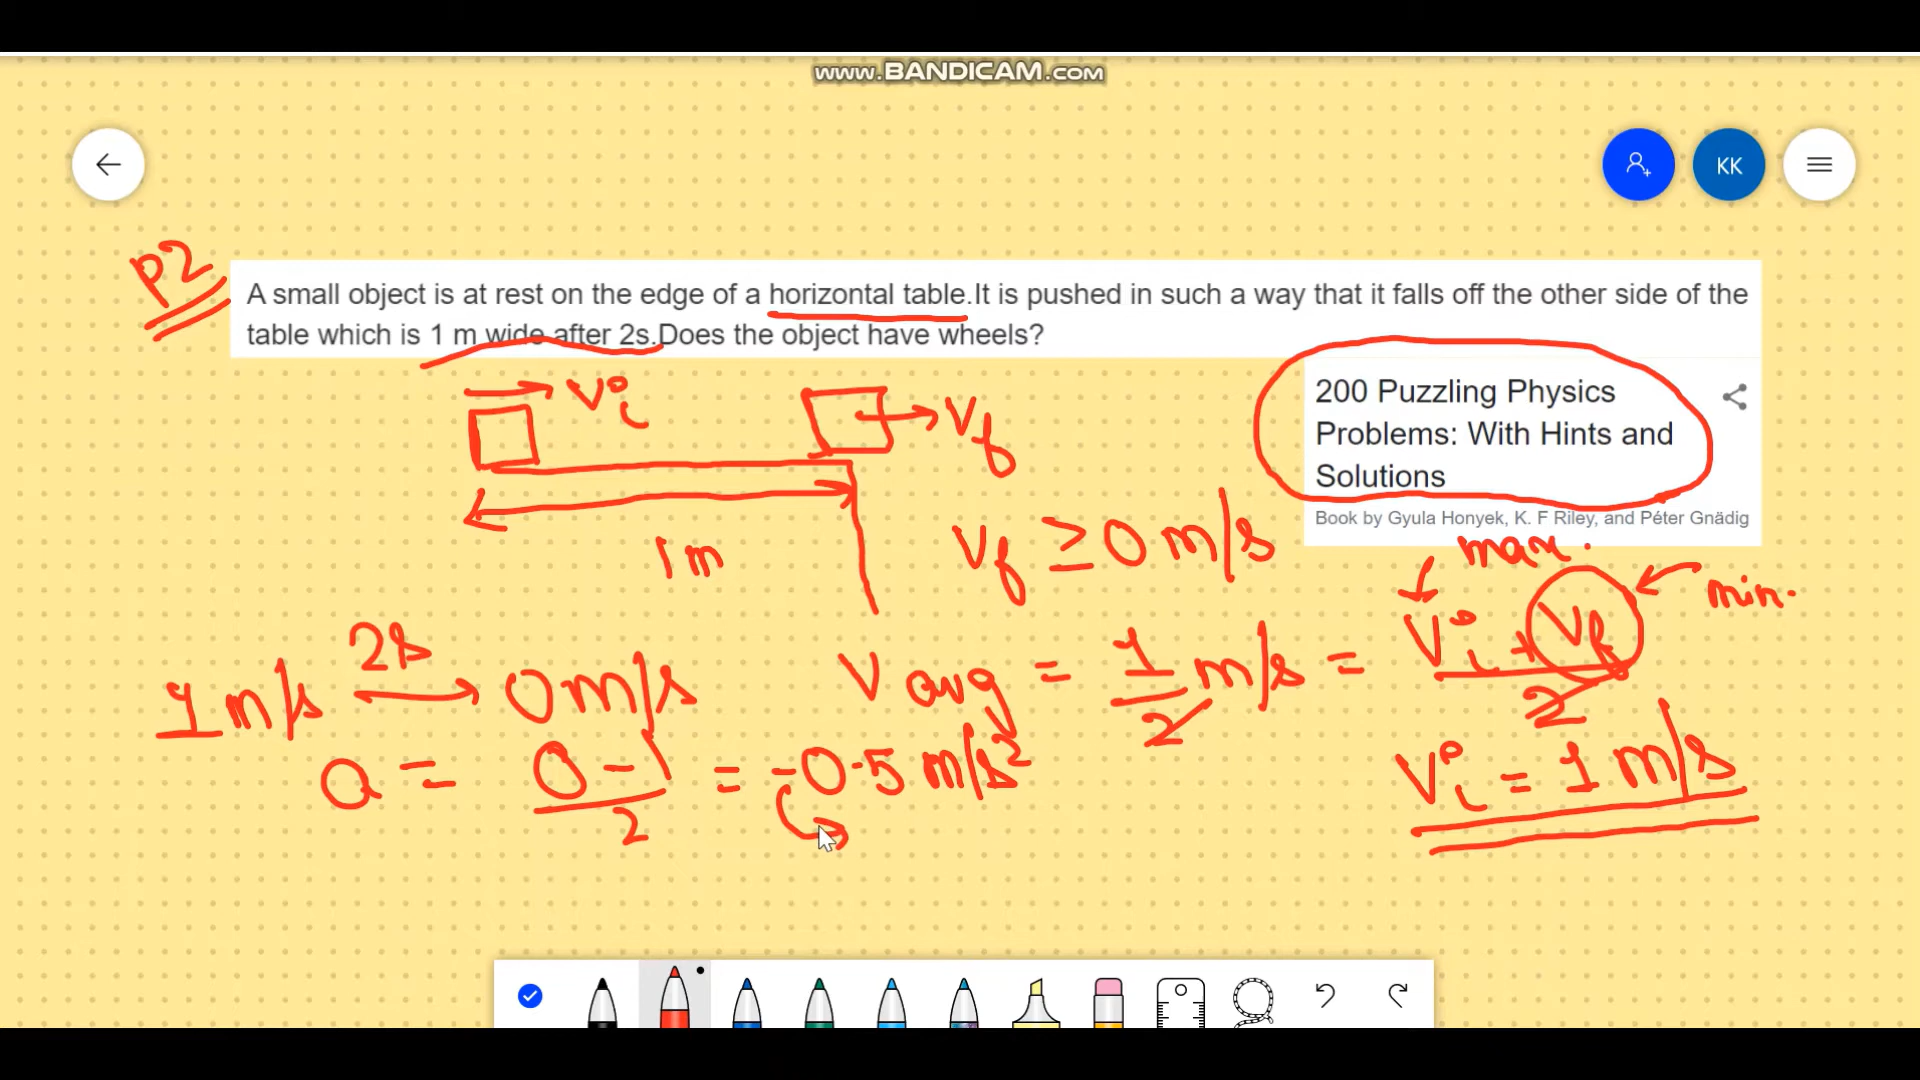 www.BANDICAM.com
KK
P2
A small object is at rest on the edge of a horizontal table.It is pushed in such a way that it falls off the other side of the
table which is 1 m wide after 2s.Does the object have wheels?
200 Puzzling Physics
Problems: With Hints and
Solutions
Book by Gyula Honyek, K. F Riley, and Péter Gnädig
Vi
Vf
1m
Vf ≥ 0 m/s
max.
min.
1 m/s 2s → 0 m/s
V avg = 1/2 m/s = Vi + Vf / 2
a = 0 - 1 / 2 = -0.5 m/s²
Vi = 1 m/s